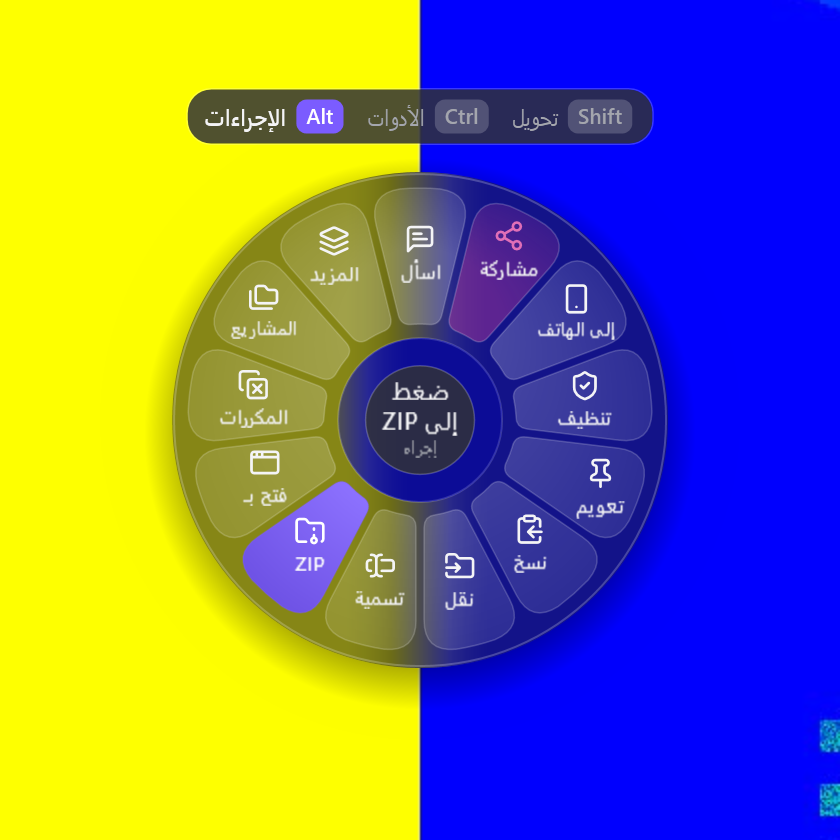 Shift تحويل Ctrl الأدوات Alt الإجراءات
اسأل
مشاركة
إلى الهاتف
تنظيف
تعويم
نسخ
نقل
تسمية
ZIP
فتح بـ
المكررات
المشاريع
المزيد
ضغط
إلى ZIP
إجراء